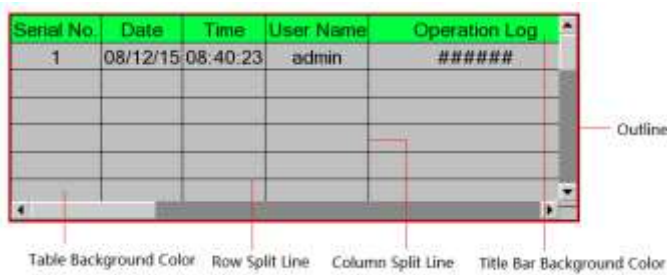 Serial No. Date Time User Name Operation Log
1 08/12/15 08:40:23 admin ######
Outline
Table Background Color Row Split Line Column Split Line Title Bar Background Color